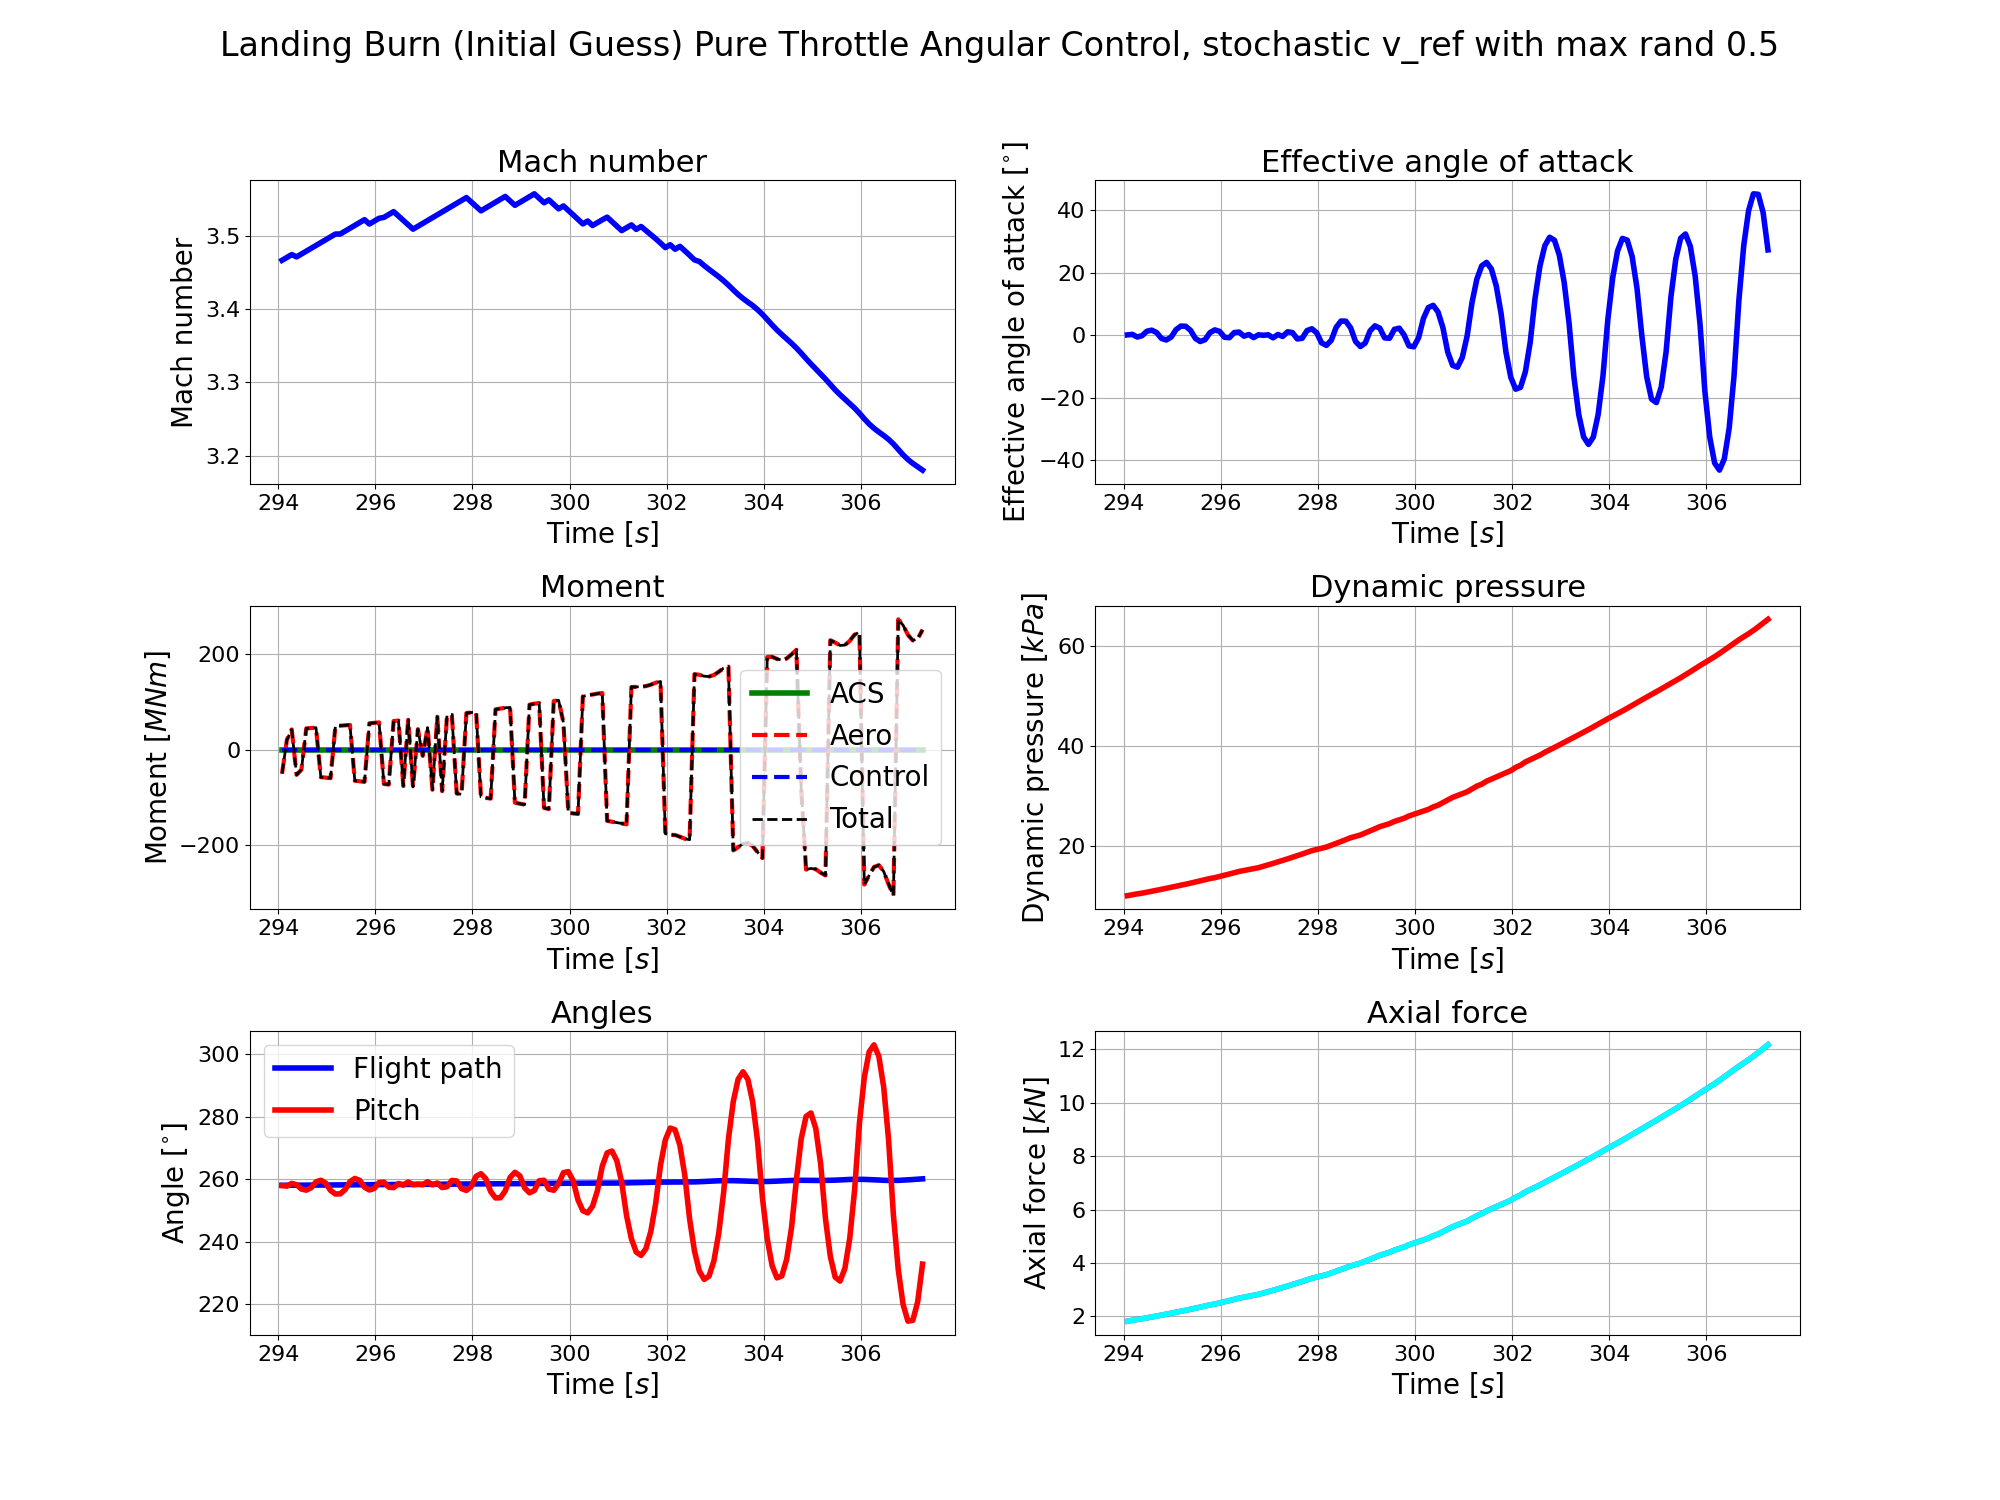 Landing Burn (Initial Guess) Pure Throttle Angular Control, stochastic v_ref with max rand 0.5
Mach number
Mach number
3.5
3.4
3.3
3.2
294 296 298 300 302 304 306
Time [s]
Effective angle of attack
Effective angle of attack [°]
40
20
0
−20
−40
294 296 298 300 302 304 306
Time [s]
Moment
Moment [MNm]
200
0
−200
ACS
Aero
Control
Total
294 296 298 300 302 304 306
Time [s]
Dynamic pressure
Dynamic pressure [kPa]
60
40
20
294 296 298 300 302 304 306
Time [s]
Angles
Angle [°]
300
280
260
240
220
Flight path
Pitch
294 296 298 300 302 304 306
Time [s]
Axial force
Axial force [kN]
12
10
8
6
4
2
294 296 298 300 302 304 306
Time [s]